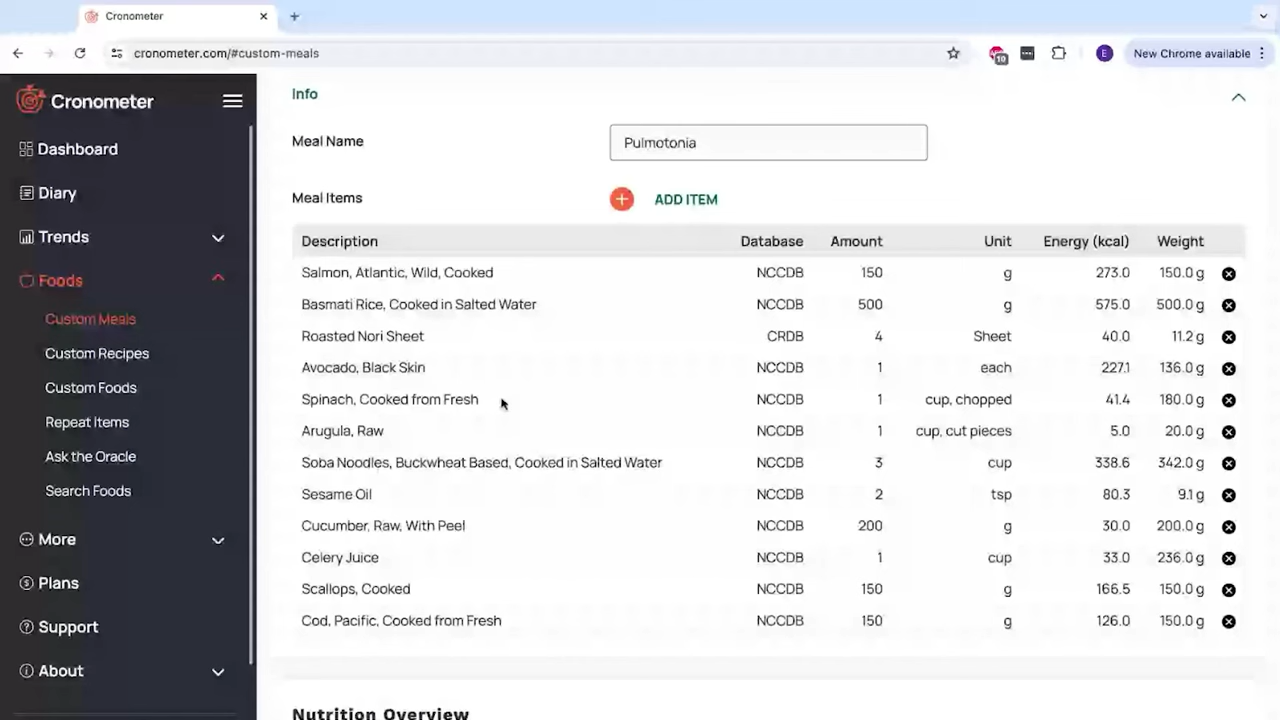 Cronometer
cronometer.com/#custom-meals
10
E
New Chrome available
Cronometer
Dashboard
Diary
Trends
Foods
Custom Meals
Custom Recipes
Custom Foods
Repeat Items
Ask the Oracle
Search Foods
More
Plans
Support
About
Info
Meal Name Pulmotonia
Meal Items ADD ITEM
Description Database Amount Unit Energy (kcal) Weight
Salmon, Atlantic, Wild, Cooked NCCDB 150 g 273.0 150.0 g
Basmati Rice, Cooked in Salted Water NCCDB 500 g 575.0 500.0 g
Roasted Nori Sheet CRDB 4 Sheet 40.0 11.2 g
Avocado, Black Skin NCCDB 1 each 227.1 136.0 g
Spinach, Cooked from Fresh NCCDB 1 cup, chopped 41.4 180.0 g
Arugula, Raw NCCDB 1 cup, cut pieces 5.0 20.0 g
Soba Noodles, Buckwheat Based, Cooked in Salted Water NCCDB 3 cup 338.6 342.0 g
Sesame Oil NCCDB 2 tsp 80.3 9.1 g
Cucumber, Raw, With Peel NCCDB 200 g 30.0 200.0 g
Celery Juice NCCDB 1 cup 33.0 236.0 g
Scallops, Cooked NCCDB 150 g 166.5 150.0 g
Cod, Pacific, Cooked from Fresh NCCDB 150 g 126.0 150.0 g
Nutrition Overview